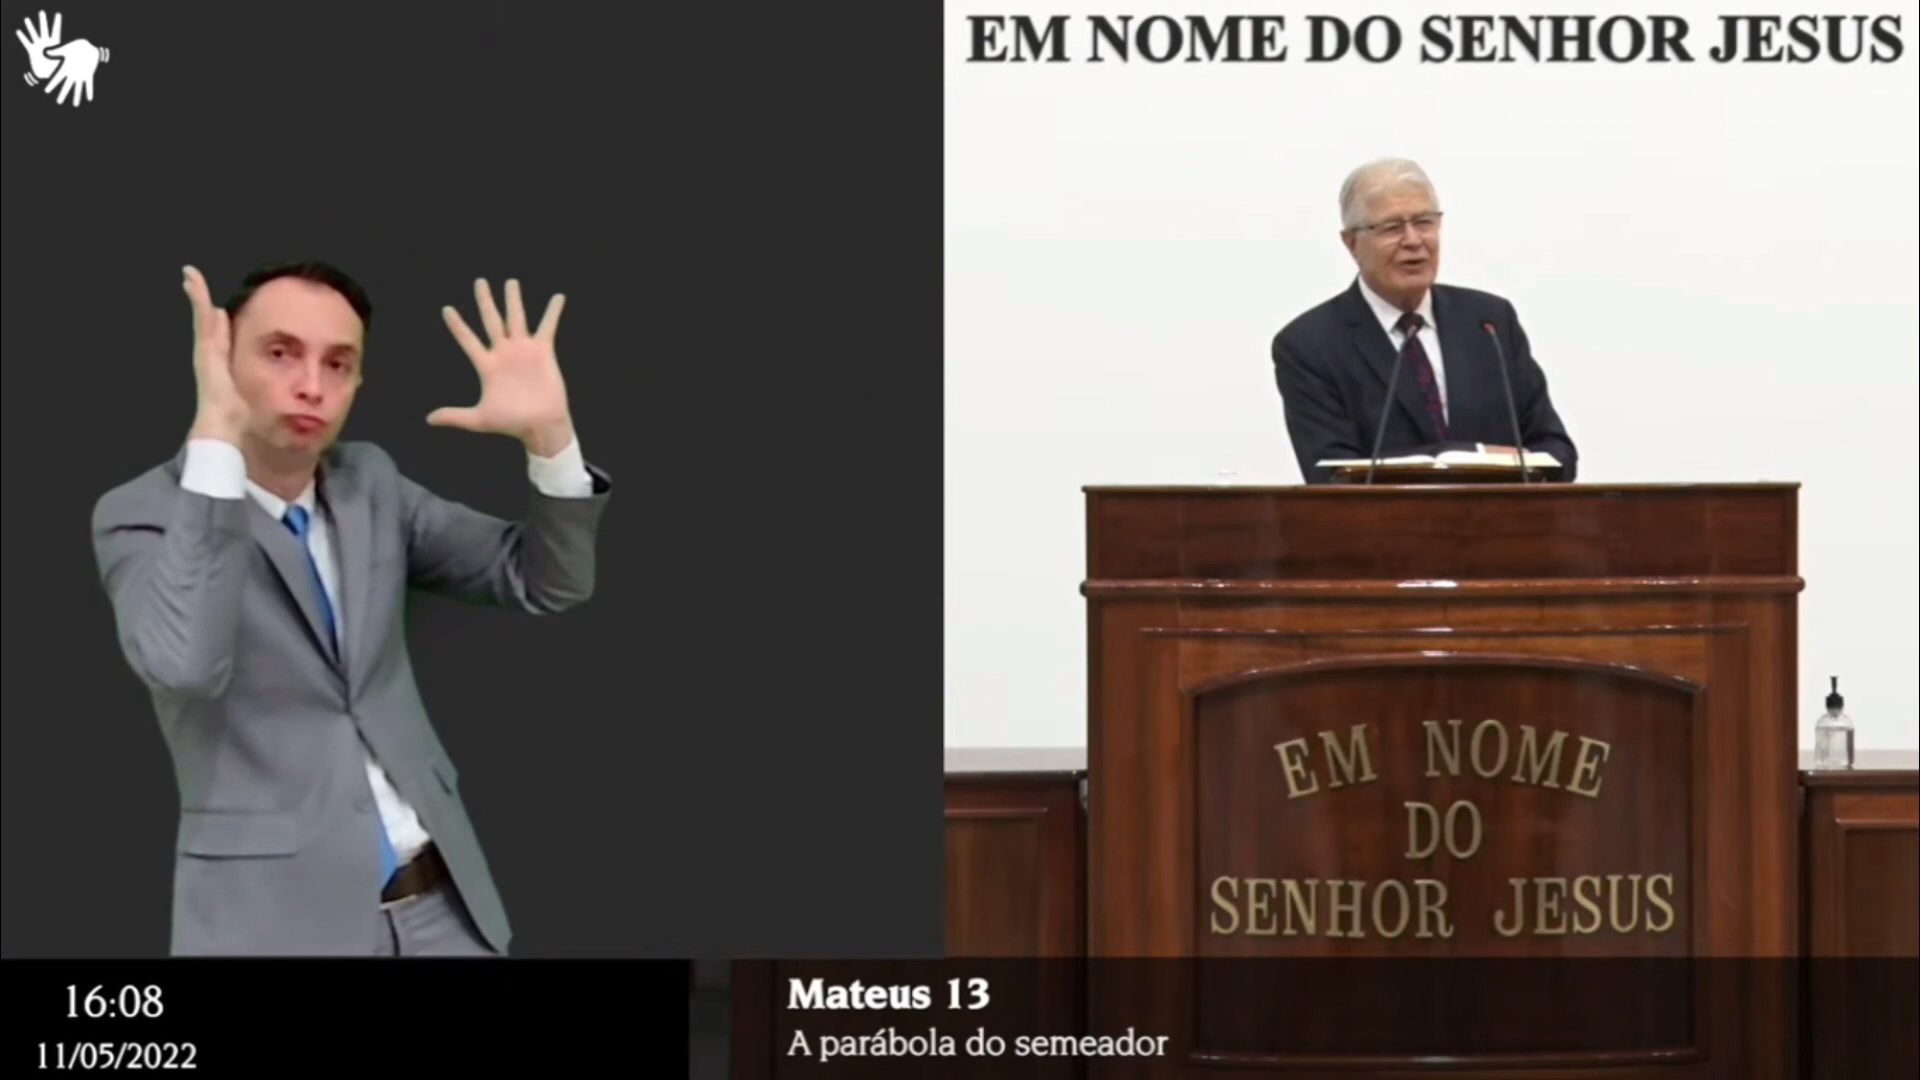 EM NOME DO SENHOR JESUS
EM NOME
DO
SENHOR JESUS
16:08
11/05/2022
Mateus 13
A parábola do semeador